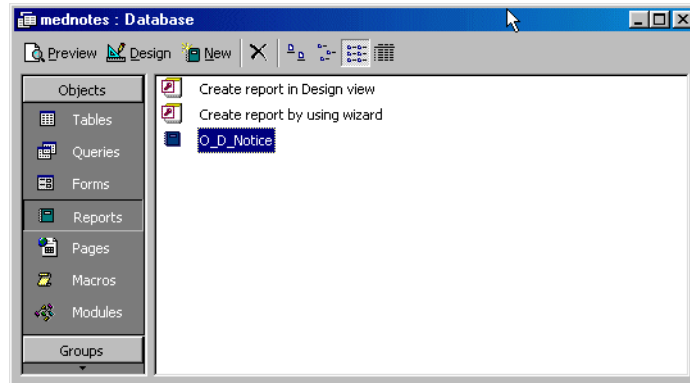 mednotes : Database
Preview Design New
Objects
Tables
Queries
Forms
Reports
Pages
Macros
Modules
Groups
Create report in Design view
Create report by using wizard
O_D_Notice